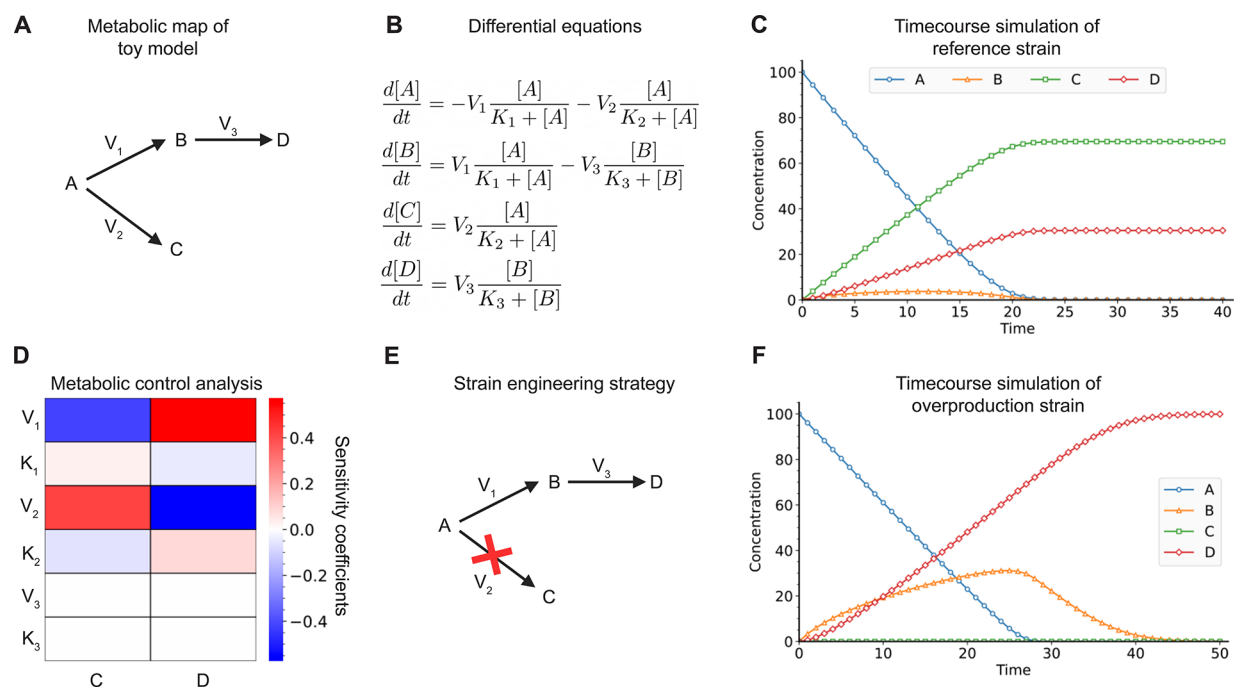 A
Metabolic map of
toy model
A
V1
B
V3
D
V2
C
B
Differential equations
d[A]/dt = −V1 [A]/(K1 + [A]) − V2 [A]/(K2 + [A])
d[B]/dt = V1 [A]/(K1 + [A]) − V3 [B]/(K3 + [B])
d[C]/dt = V2 [A]/(K2 + [A])
d[D]/dt = V3 [B]/(K3 + [B])
C
Timecourse simulation of
reference strain
A B C D
Concentration
100
80
60
40
20
0
0 5 10 15 20 25 30 35 40
Time
D
Metabolic control analysis
V1
K1
V2
K2
V3
K3
C D
0.4
0.2
0.0
−0.2
−0.4
Sensitivity coefficients
E
Strain engineering strategy
A
V1
B
V3
D
V2
C
F
Timecourse simulation of
overproduction strain
Concentration
100
80
60
40
20
0
A
B
C
D
0 10 20 30 40 50
Time